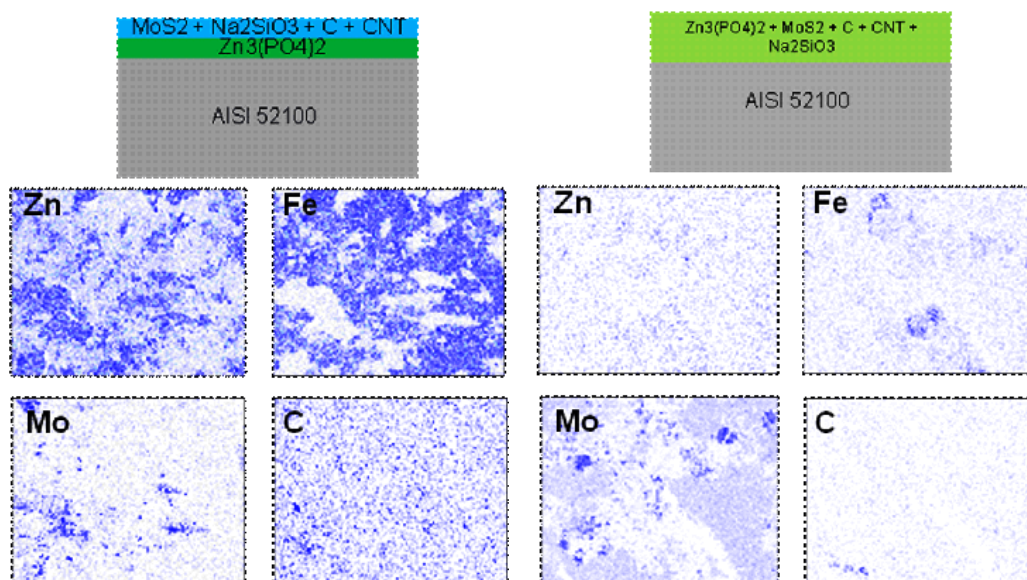 MoS2 + Na2SiO3 + C + CNT
Zn3(PO4)2
AISI 52100
Zn3(PO4)2 + MoS2 + C + CNT +
Na2SiO3
AISI 52100
Zn
Fe
Zn
Fe
Mo
C
Mo
C